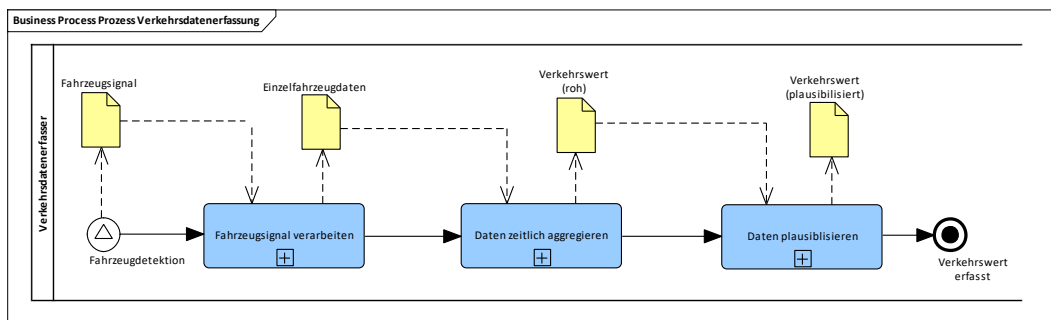 Business Process Prozess Verkehrsdatenerfassung
Verkehrsdatenerfasser
Fahrzeugsignal
Einzelfahrzeugdaten
Verkehrswert
(roh)
Verkehrswert
(plausibilisiert)
Fahrzeugdetektion
Fahrzeugsignal verarbeiten
Daten zeitlich aggregieren
Daten plausiblisieren
Verkehrswert
erfasst